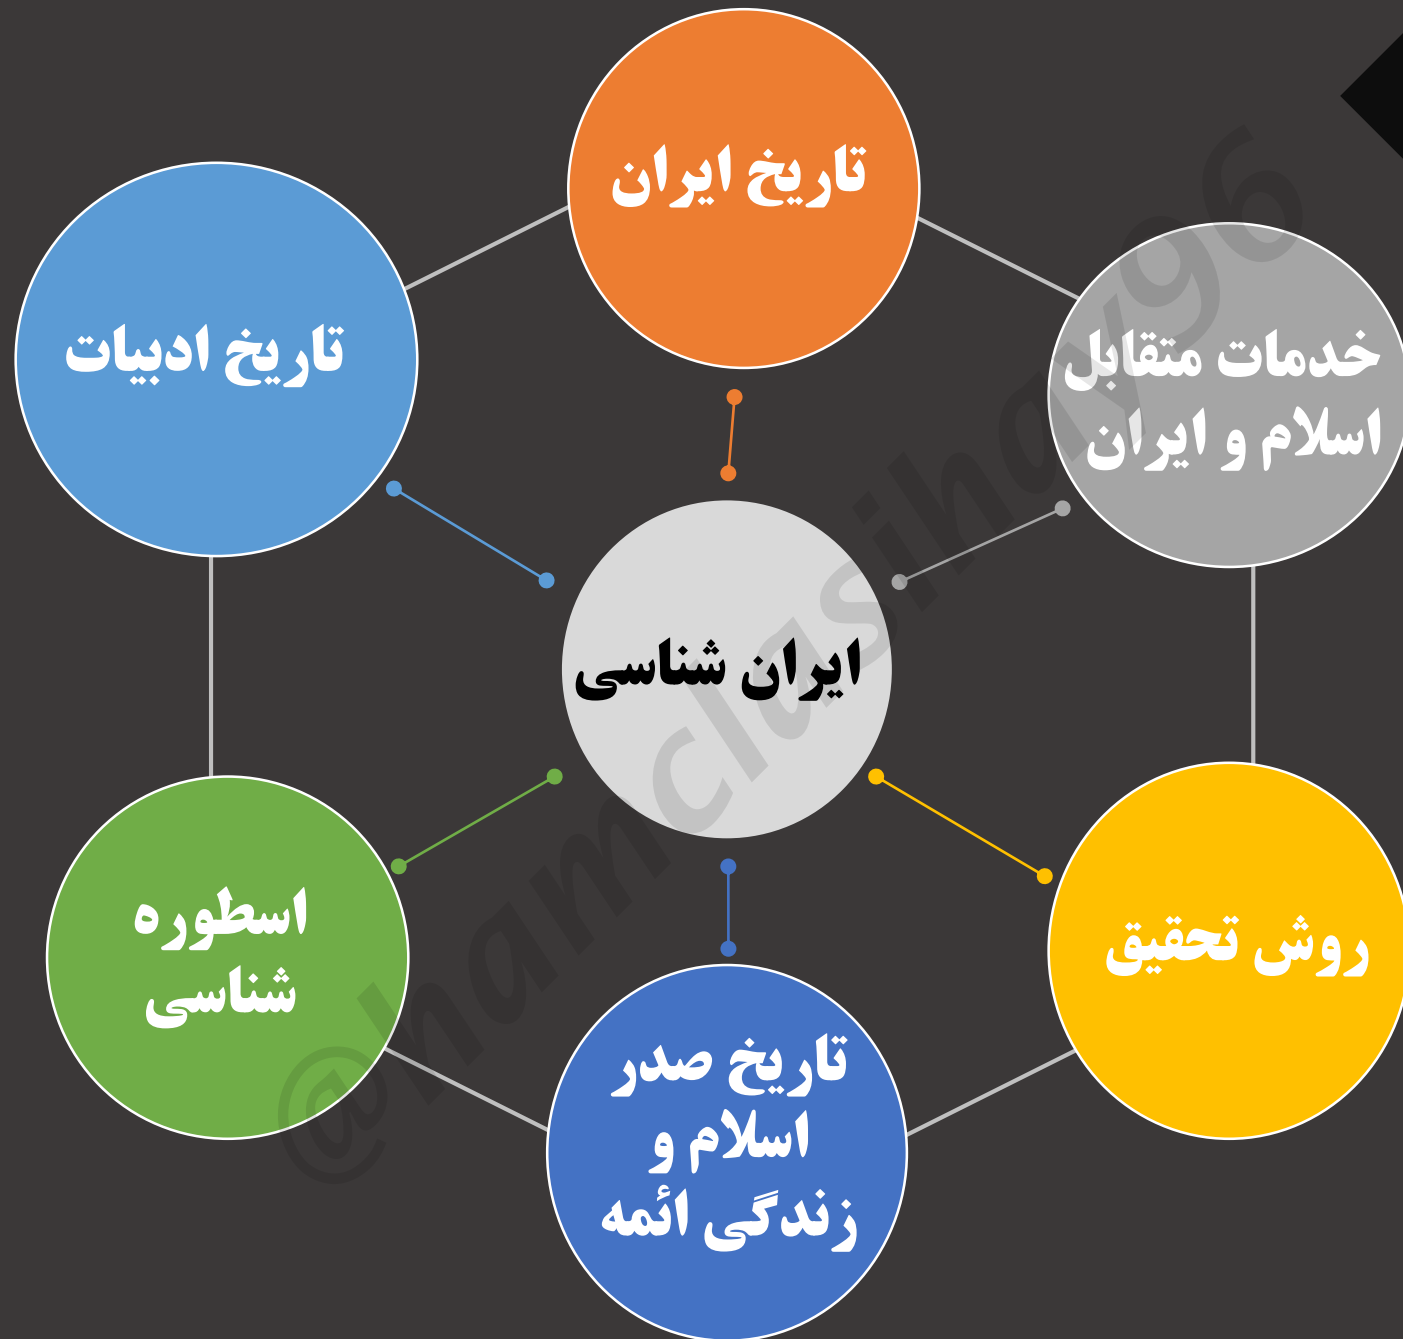 تاریخ ایران
خدمات متقابل
اسلام و ایران
تاریخ ادبیات
ایران شناسی
روش تحقیق
اسطوره
شناسی
تاریخ صدر
اسلام و
زندگی ائمه
@hamclasihay96